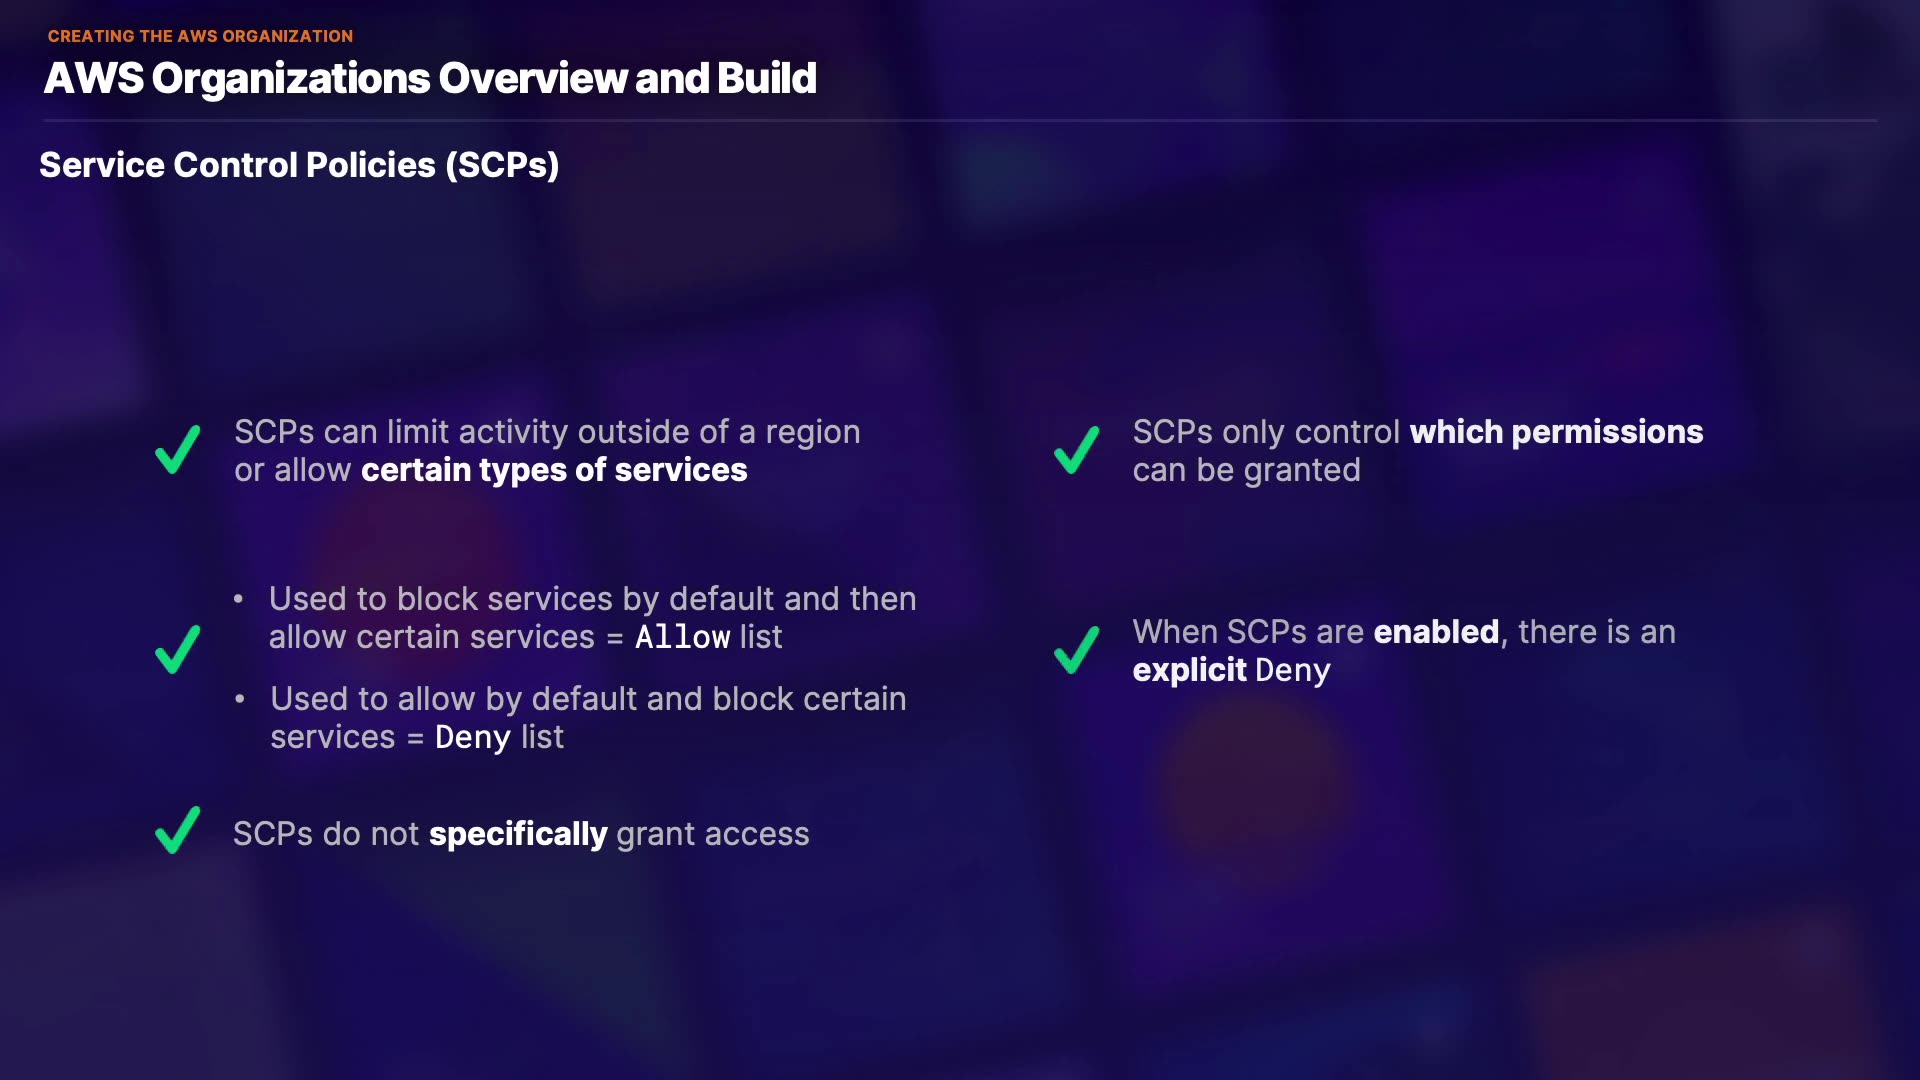 CREATING THE AWS ORGANIZATION
AWS Organizations Overview and Build
Service Control Policies (SCPs)
SCPs can limit activity outside of a region
or allow certain types of services
• Used to block services by default and then
allow certain services = Allow list
• Used to allow by default and block certain
services = Deny list
SCPs do not specifically grant access
SCPs only control which permissions
can be granted
When SCPs are enabled, there is an
explicit Deny